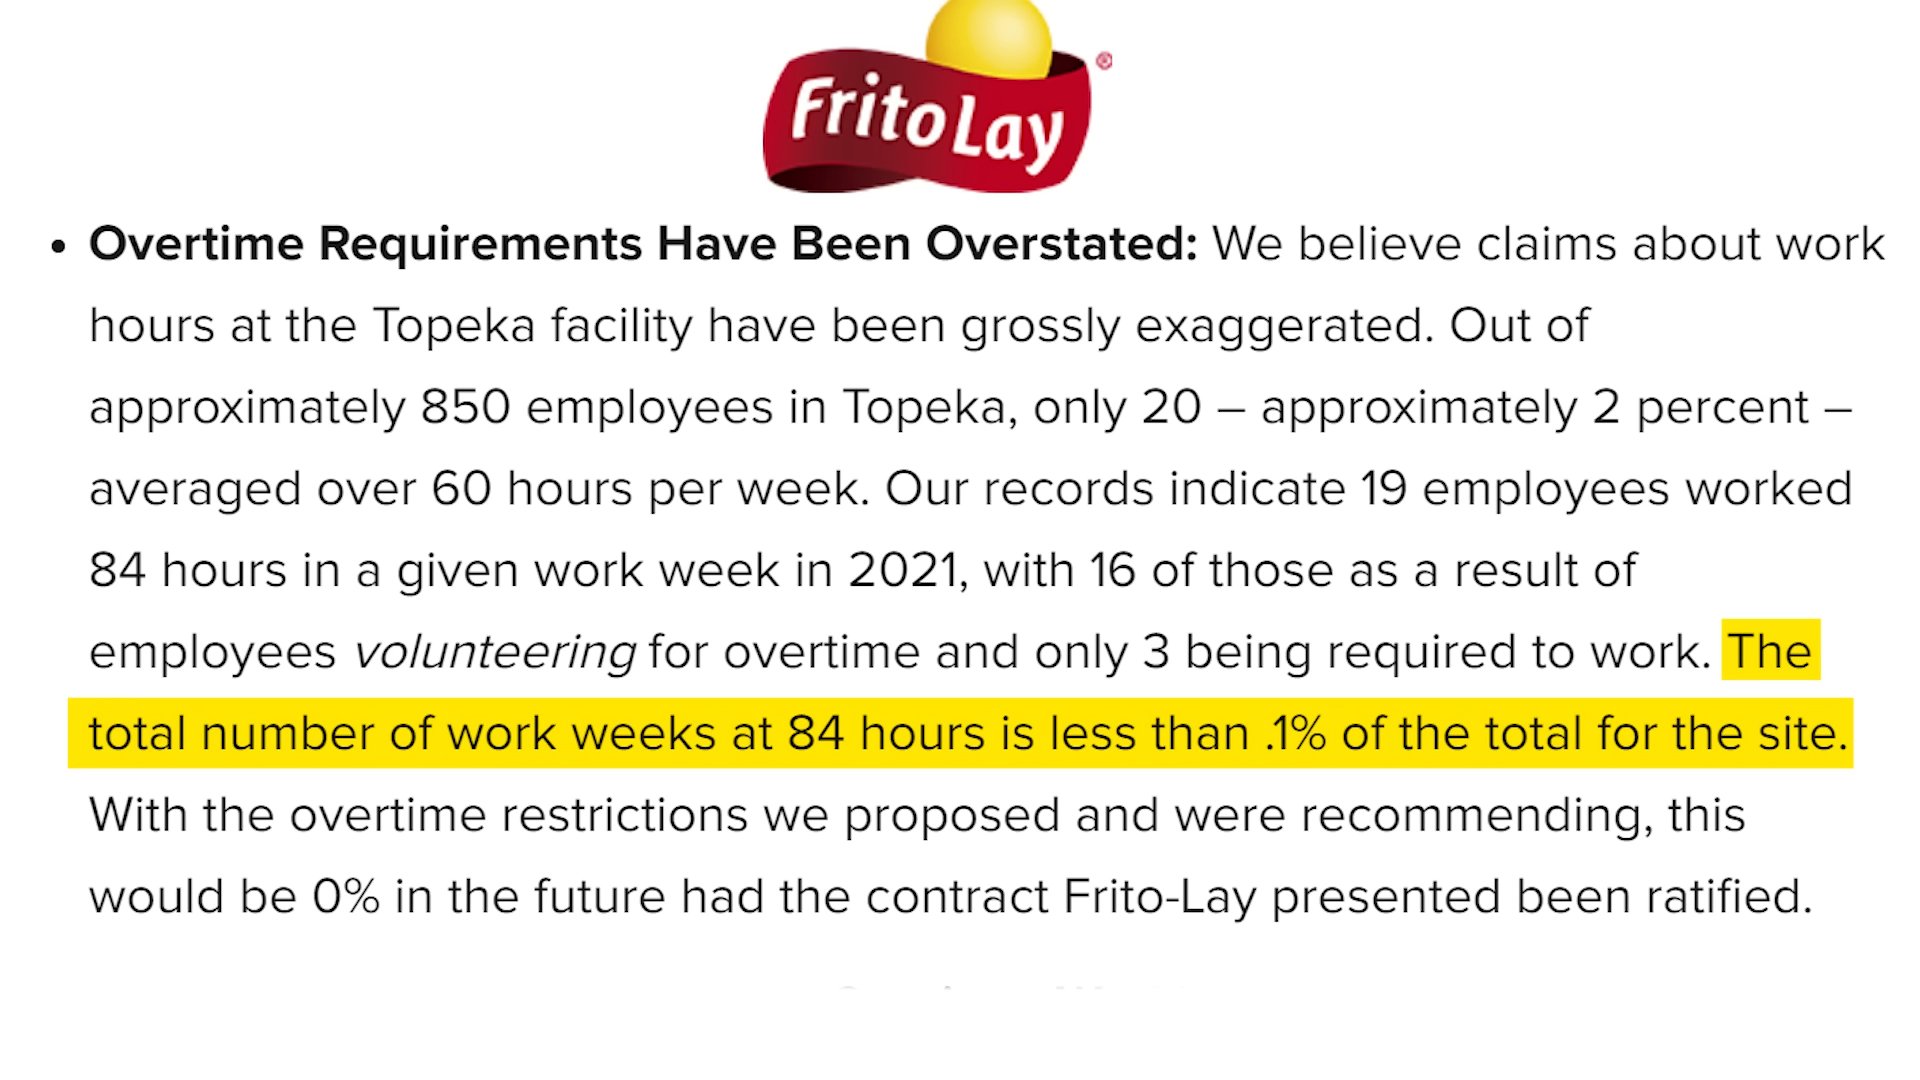 Frito Lay ®
• Overtime Requirements Have Been Overstated: We believe claims about work
hours at the Topeka facility have been grossly exaggerated. Out of
approximately 850 employees in Topeka, only 20 – approximately 2 percent –
averaged over 60 hours per week. Our records indicate 19 employees worked
84 hours in a given work week in 2021, with 16 of those as a result of
employees volunteering for overtime and only 3 being required to work. The
total number of work weeks at 84 hours is less than .1% of the total for the site.
With the overtime restrictions we proposed and were recommending, this
would be 0% in the future had the contract Frito-Lay presented been ratified.